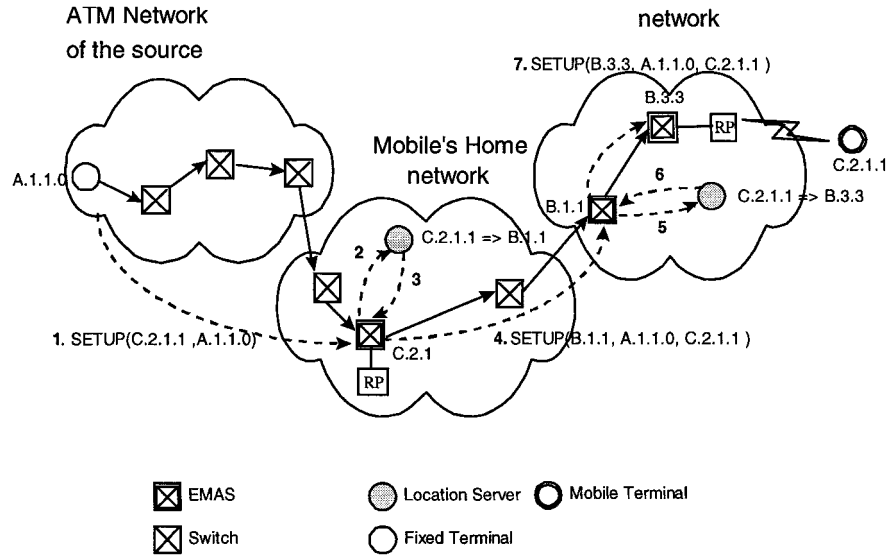 ATM Network
of the source
network
7. SETUP(B.3.3, A.1.1.0, C.2.1.1 )
B.3.3
RP
C.2.1.1
Mobile's Home
network
A.1.1.0
6
B.1.1
C.2.1.1 => B.3.3
5
2
C.2.1.1 => B.1.1
3
1. SETUP(C.2.1.1 ,A.1.1.0)
C.2.1
4. SETUP(B.1.1, A.1.1.0, C.2.1.1 )
RP
EMAS
Location Server
Mobile Terminal
Switch
Fixed Terminal